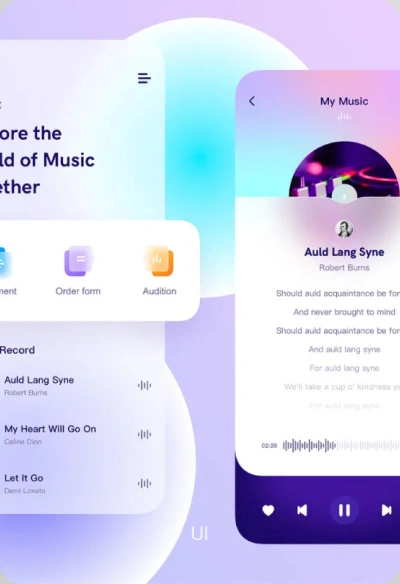 ore the
ld of Music
ether
ment
Order form
Audition
Record
Auld Lang Syne
Robert Burns
My Heart Will Go On
Celine Dion
Let It Go
Demi Lovato
My Music
Auld Lang Syne
Robert Burns
Should auld acquaintance be for
And never brought to mind
Should auld acquaintance be for
And auld lang syne
For auld lang syne
We'll take a cup o' kindness ye
For auld lang syne
02:26
UI